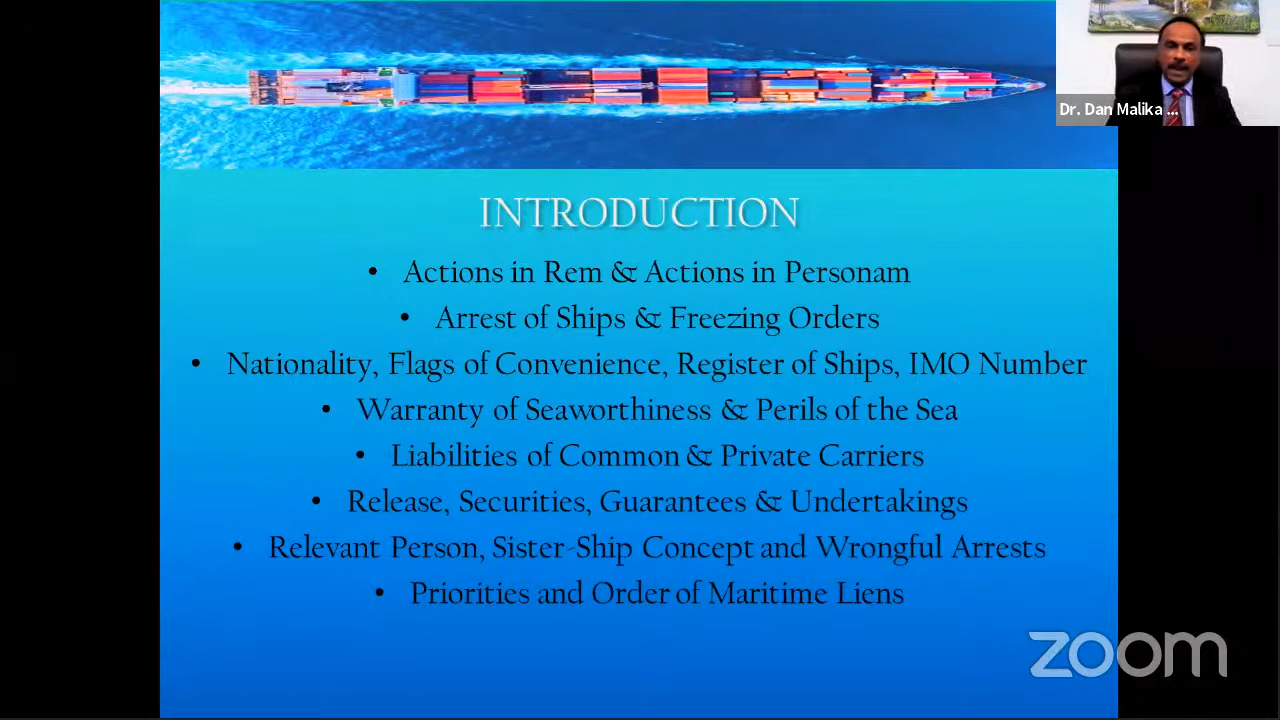 Dr. Dan Malika ...
INTRODUCTION
• Actions in Rem & Actions in Personam
• Arrest of Ships & Freezing Orders
• Nationality, Flags of Convenience, Register of Ships, IMO Number
• Warranty of Seaworthiness & Perils of the Sea
• Liabilities of Common & Private Carriers
• Release, Securities, Guarantees & Undertakings
• Relevant Person, Sister-Ship Concept and Wrongful Arrests
• Priorities and Order of Maritime Liens
zoom